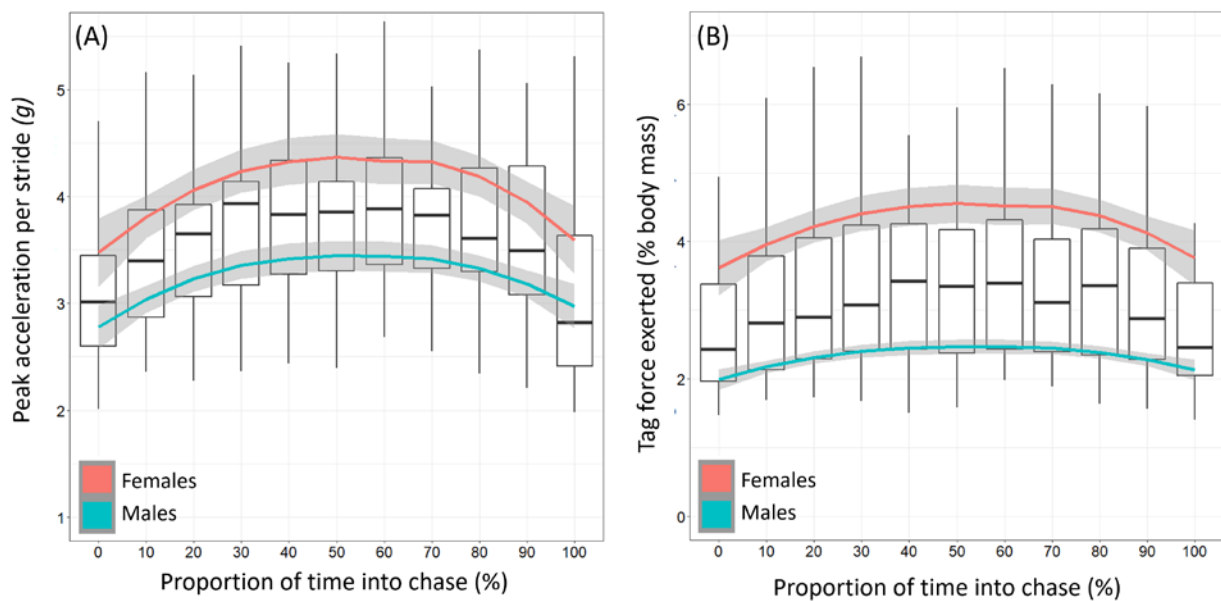 (A)
Peak acceleration per stride (g)
5
4
3
2
1
Females
Males
0 10 20 30 40 50 60 70 80 90 100
Proportion of time into chase (%)
(B)
Tag force exerted (% body mass)
6
4
2
0
Females
Males
0 10 20 30 40 50 60 70 80 90 100
Proportion of time into chase (%)